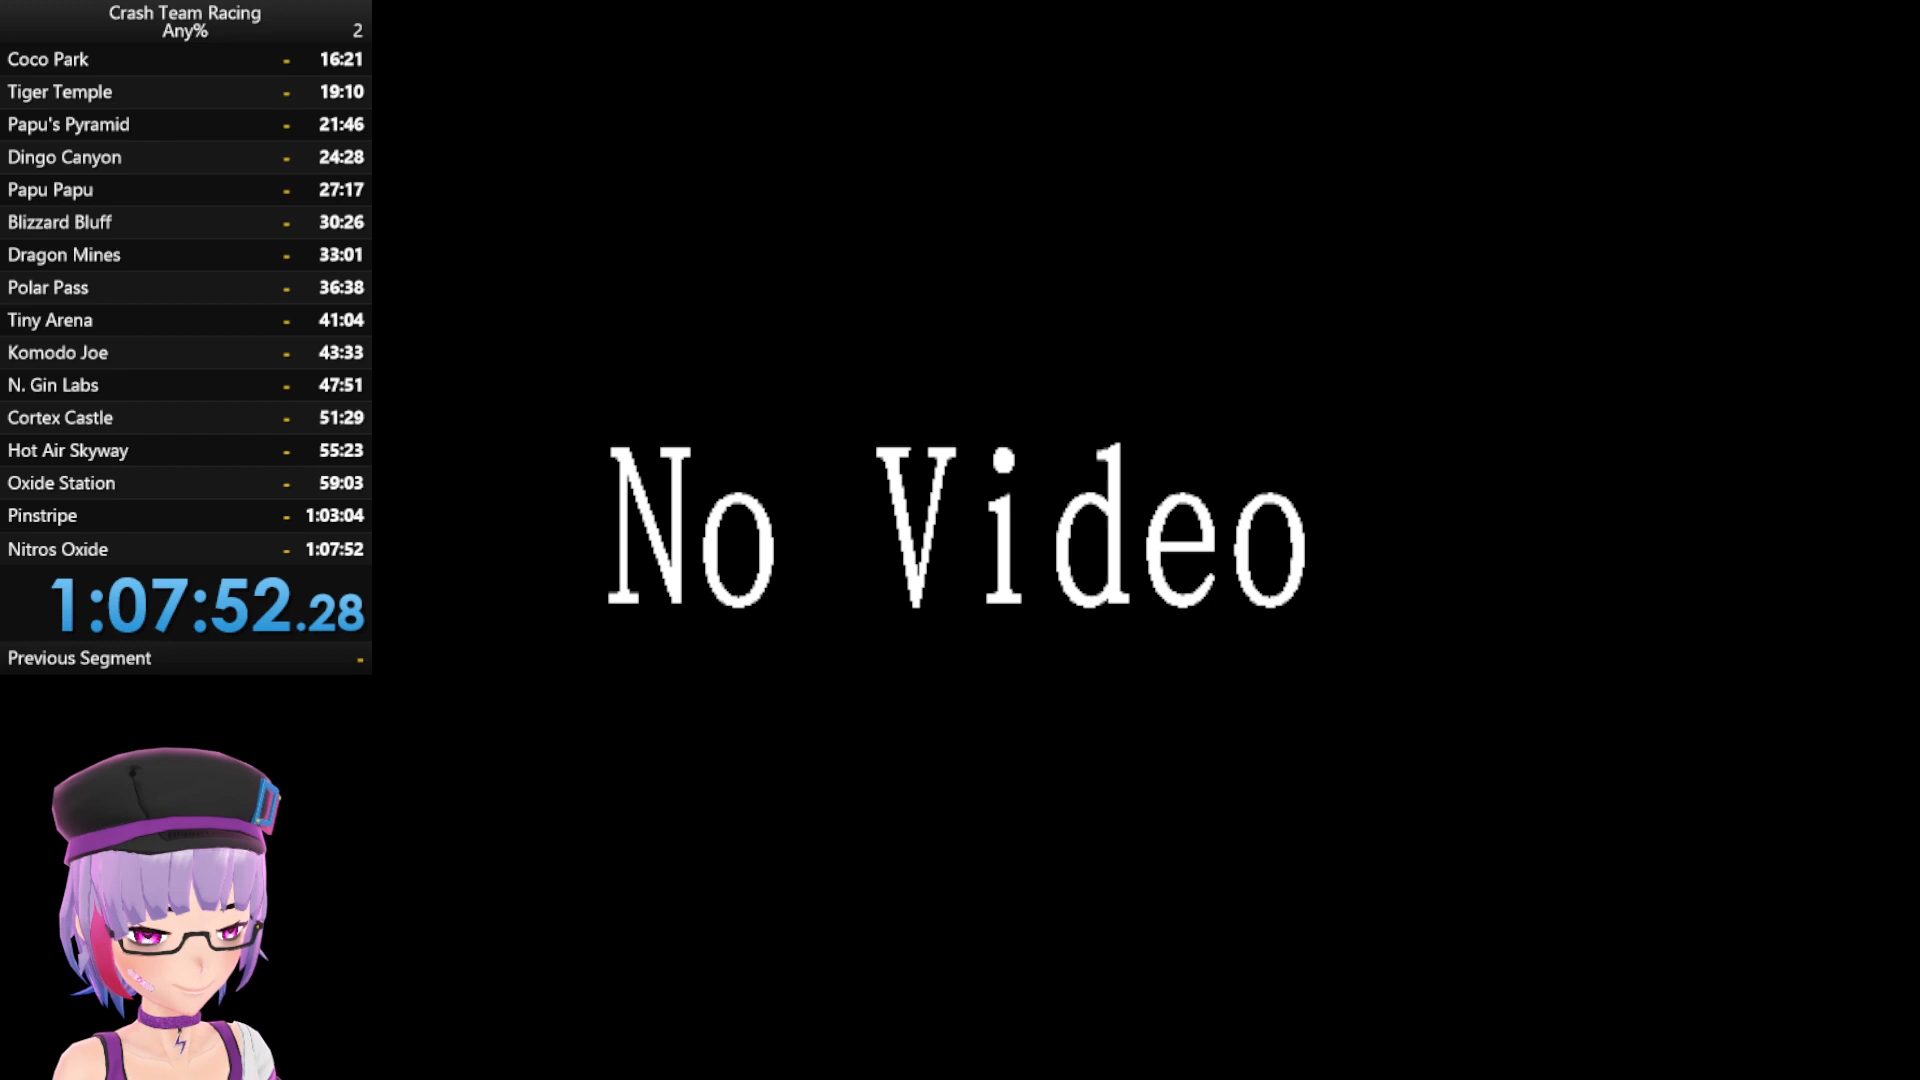 Crash Team Racing
Any%
2
Coco Park - 16:21
Tiger Temple - 19:10
Papu's Pyramid - 21:46
Dingo Canyon - 24:28
Papu Papu - 27:17
Blizzard Bluff - 30:26
Dragon Mines - 33:01
Polar Pass - 36:38
Tiny Arena - 41:04
Komodo Joe - 43:33
N. Gin Labs - 47:51
Cortex Castle - 51:29
Hot Air Skyway - 55:23
Oxide Station - 59:03
Pinstripe - 1:03:04
Nitros Oxide - 1:07:52
1:07:52.28
Previous Segment -
No Video